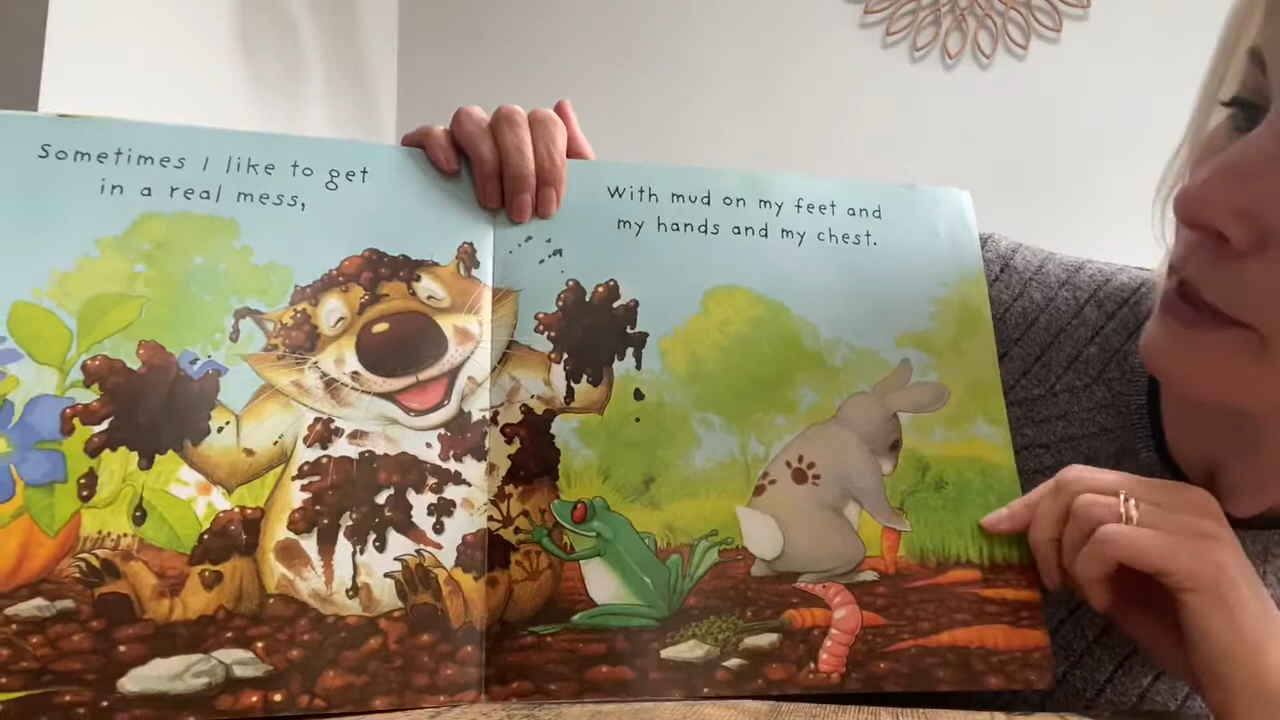 Sometimes I like to get
in a real mess,
With mud on my feet and
my hands and my chest.